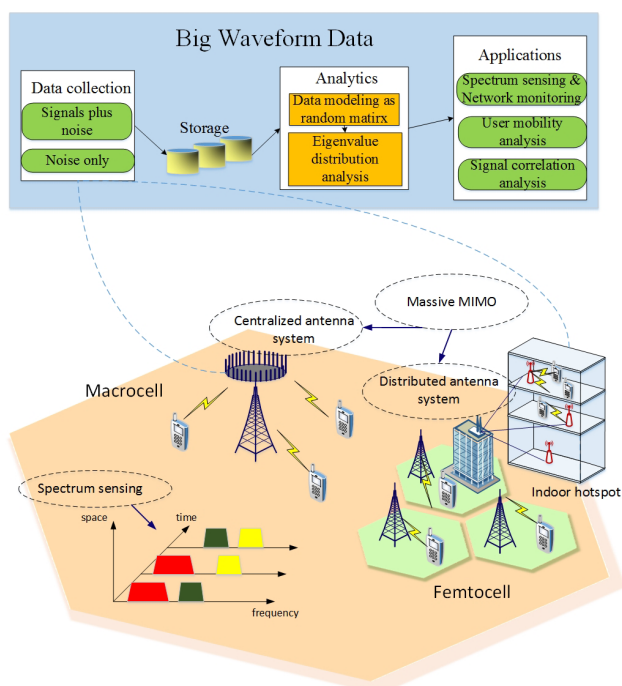 Big Waveform Data
Data collection
Signals plus
noise
Noise only
Storage
Analytics
Data modeling as
random matirx
Eigenvalue
distribution
analysis
Applications
Spectrum sensing &
Network monitoring
User mobility
analysis
Signal correlation
analysis
Massive MIMO
Centralized antenna
system
Distributed antenna
system
Macrocell
Indoor hotspot
Spectrum sensing
space
time
frequency
Femtocell